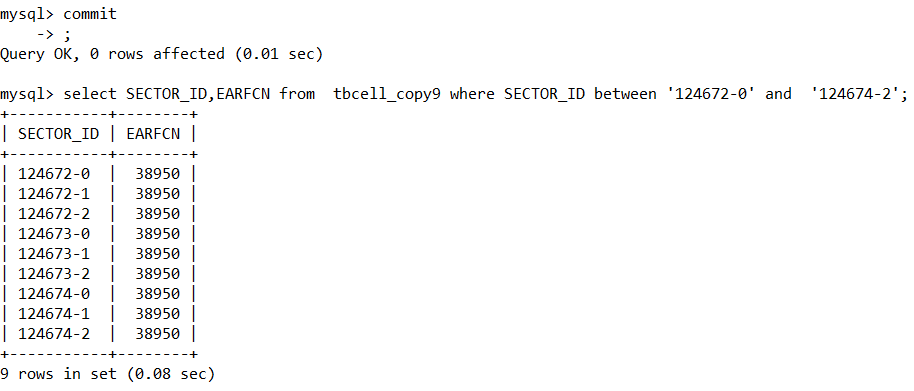 mysql> commit
    -> ;
Query OK, 0 rows affected (0.01 sec)
mysql> select SECTOR_ID,EARFCN from  tbcell_copy9 where SECTOR_ID between '124672-0' and  '124674-2';
+-----------+--------+
| SECTOR_ID | EARFCN |
+-----------+--------+
| 124672-0  |  38950 |
| 124672-1  |  38950 |
| 124672-2  |  38950 |
| 124673-0  |  38950 |
| 124673-1  |  38950 |
| 124673-2  |  38950 |
| 124674-0  |  38950 |
| 124674-1  |  38950 |
| 124674-2  |  38950 |
+-----------+--------+
9 rows in set (0.08 sec)